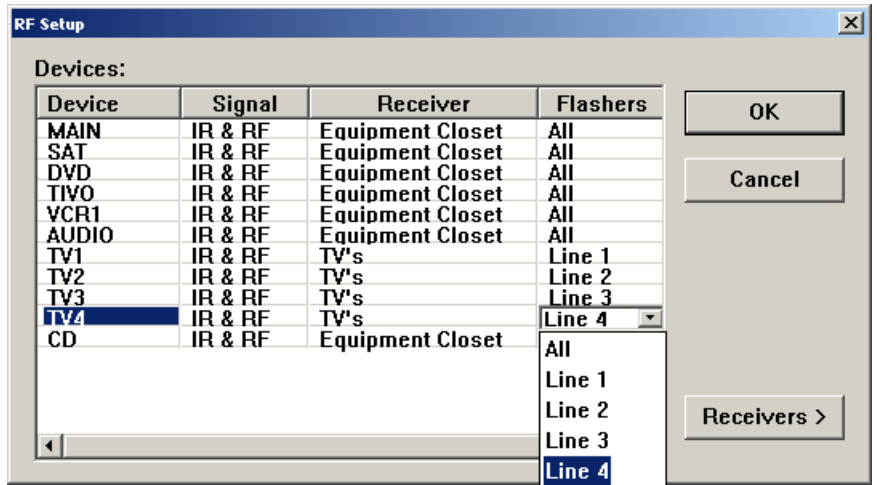 RF Setup
Devices:
Device Signal Receiver Flashers
MAIN IR & RF Equipment Closet All
SAT IR & RF Equipment Closet All
DVD IR & RF Equipment Closet All
TIVO IR & RF Equipment Closet All
VCR1 IR & RF Equipment Closet All
AUDIO IR & RF Equipment Closet All
TV1 IR & RF TV's Line 1
TV2 IR & RF TV's Line 2
TV3 IR & RF TV's Line 3
TV4 IR & RF TV's Line 4
CD IR & RF Equipment Closet
All
Line 1
Line 2
Line 3
Line 4
OK
Cancel
Receivers >